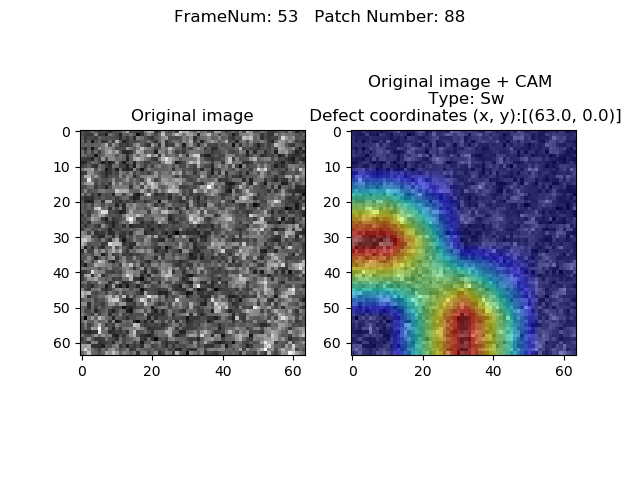 FrameNum: 53   Patch Number: 88
Original image
Original image + CAM
Type: Sw
Defect coordinates (x, y):[(63.0, 0.0)]
0
10
20
30
40
50
60
0 20 40 60
0
10
20
30
40
50
60
0 20 40 60